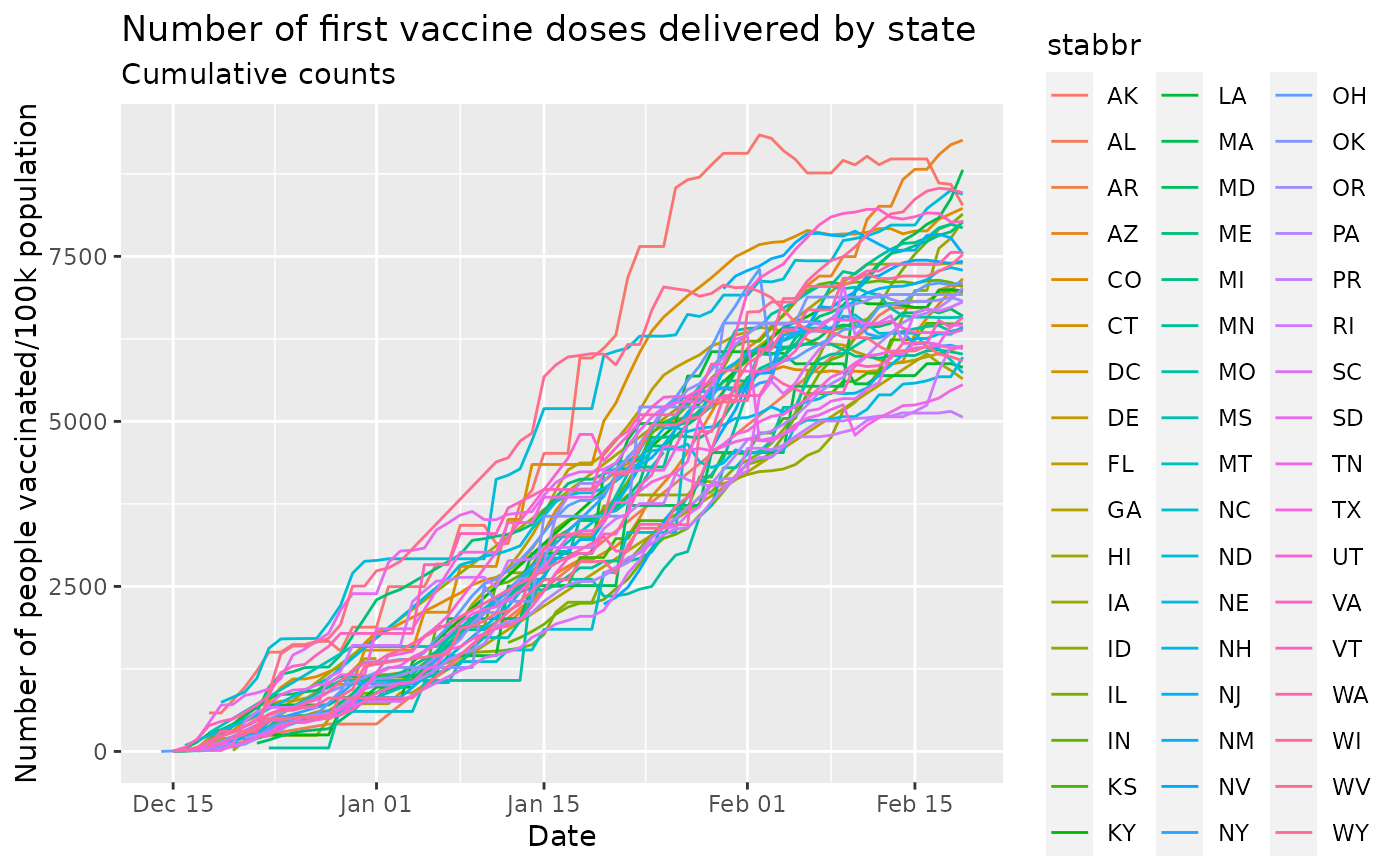 Number of first vaccine doses delivered by state
Cumulative counts
Number of people vaccinated/100k population
7500
5000
2500
0
Dec 15
Jan 01
Jan 15
Feb 01
Feb 15
Date
stabbr
AK
AL
AR
AZ
CO
CT
DC
DE
FL
GA
HI
IA
ID
IL
IN
KS
KY
LA
MA
MD
ME
MI
MN
MO
MS
MT
NC
ND
NE
NH
NJ
NM
NV
NY
OH
OK
OR
PA
PR
RI
SC
SD
TN
TX
UT
VA
VT
WA
WI
WV
WY